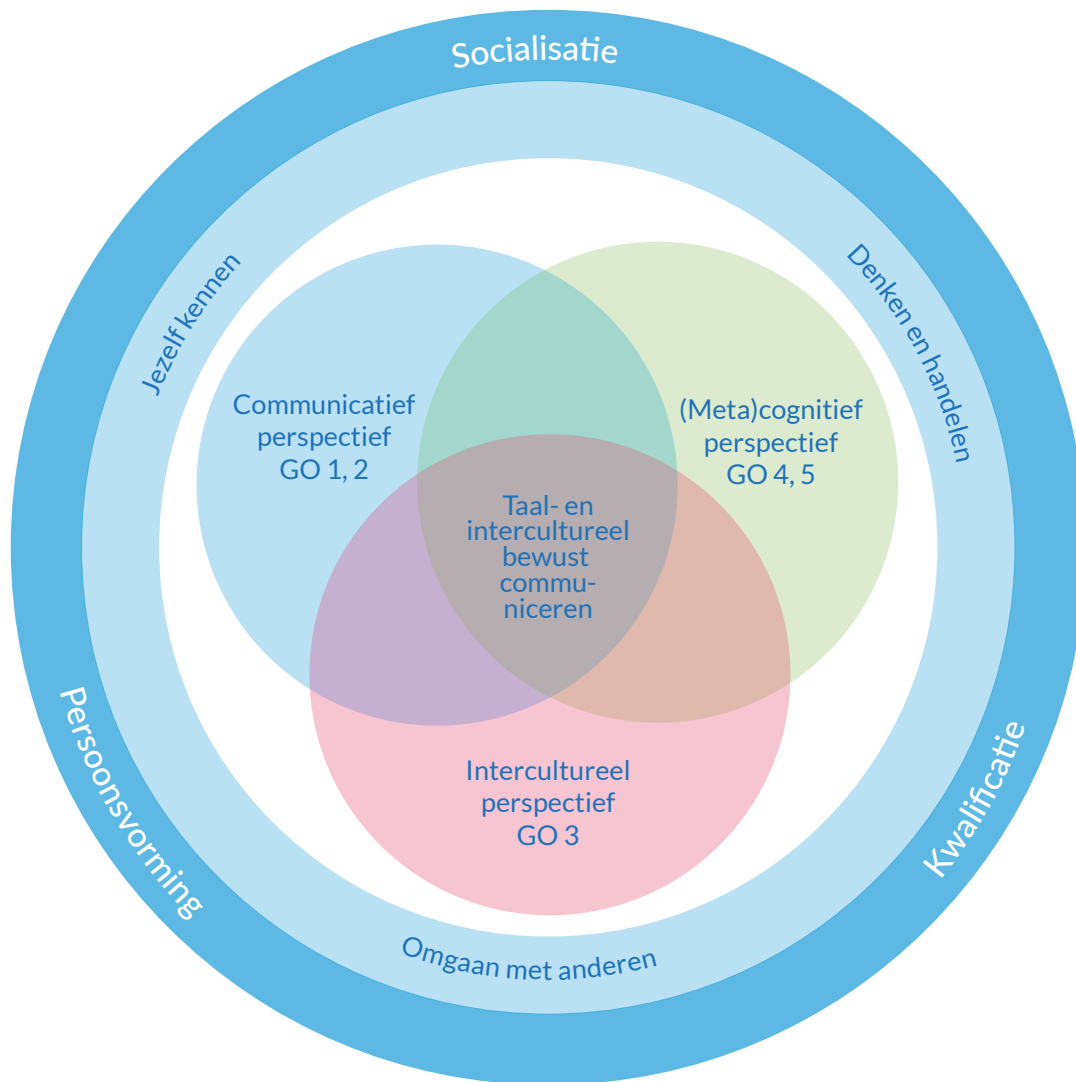 Socialisatie
Jezelf kennen
Denken en handelen
Communicatief
perspectief
GO 1, 2
(Meta)cognitief
perspectief
GO 4, 5
Taal- en
intercultureel
bewust
commu-
niceren
Intercultureel
perspectief
GO 3
Persoonsvorming
Kwalificatie
Omgaan met anderen